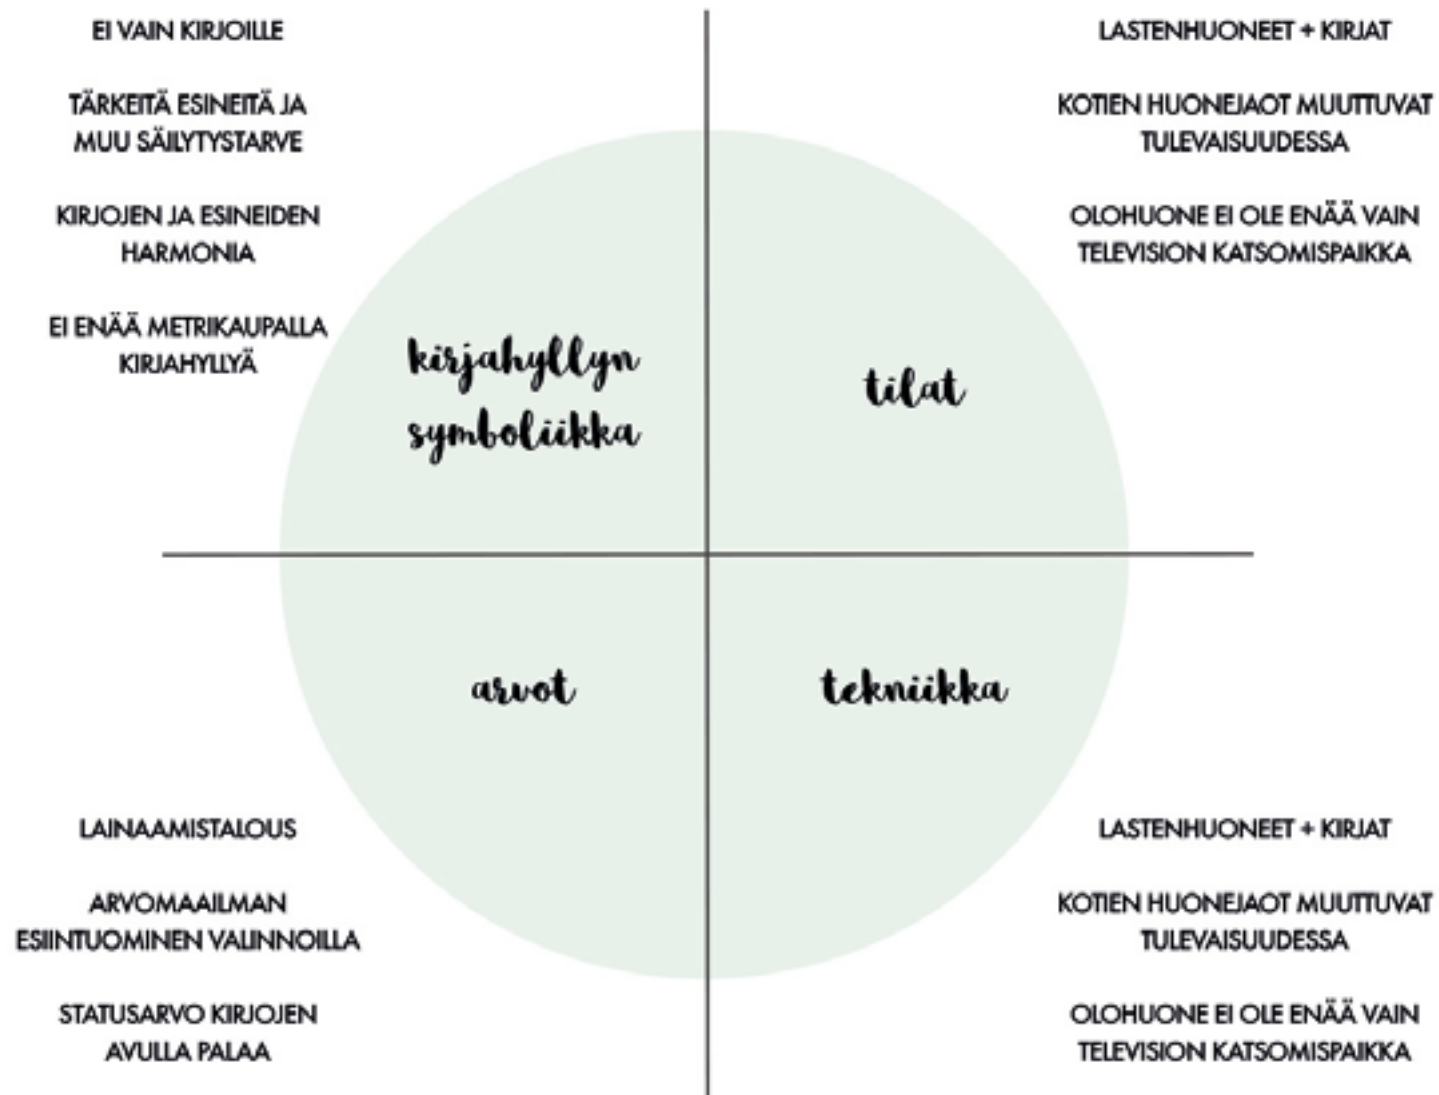 EI VAIN KIRJOILLE
TÄRKEITÄ ESINEITÄ JA
MUU SÄILYTYSTARVE
KIRJOJEN JA ESINEIDEN
HARMONIA
EI ENÄÄ METRIKAUPALLA
KIRJAHYLLYÄ
kirjahyllyn
symboliikka
LASTENHUONEET + KIRJAT
KOTIEN HUONEJAOT MUUTTUVAT
TULEVAISUUDESSA
OLOHUONE EI OLE ENÄÄ VAIN
TELEVISION KATSOMISPAIKKA
tilat
arvot
LAINAAMISTALOUS
ARVOMAAILMAN
ESIINTUOMINEN VALINNOILLA
STATUSARVO KIRJOJEN
AVULLA PALAA
tekniikka
LASTENHUONEET + KIRJAT
KOTIEN HUONEJAOT MUUTTUVAT
TULEVAISUUDESSA
OLOHUONE EI OLE ENÄÄ VAIN
TELEVISION KATSOMISPAIKKA